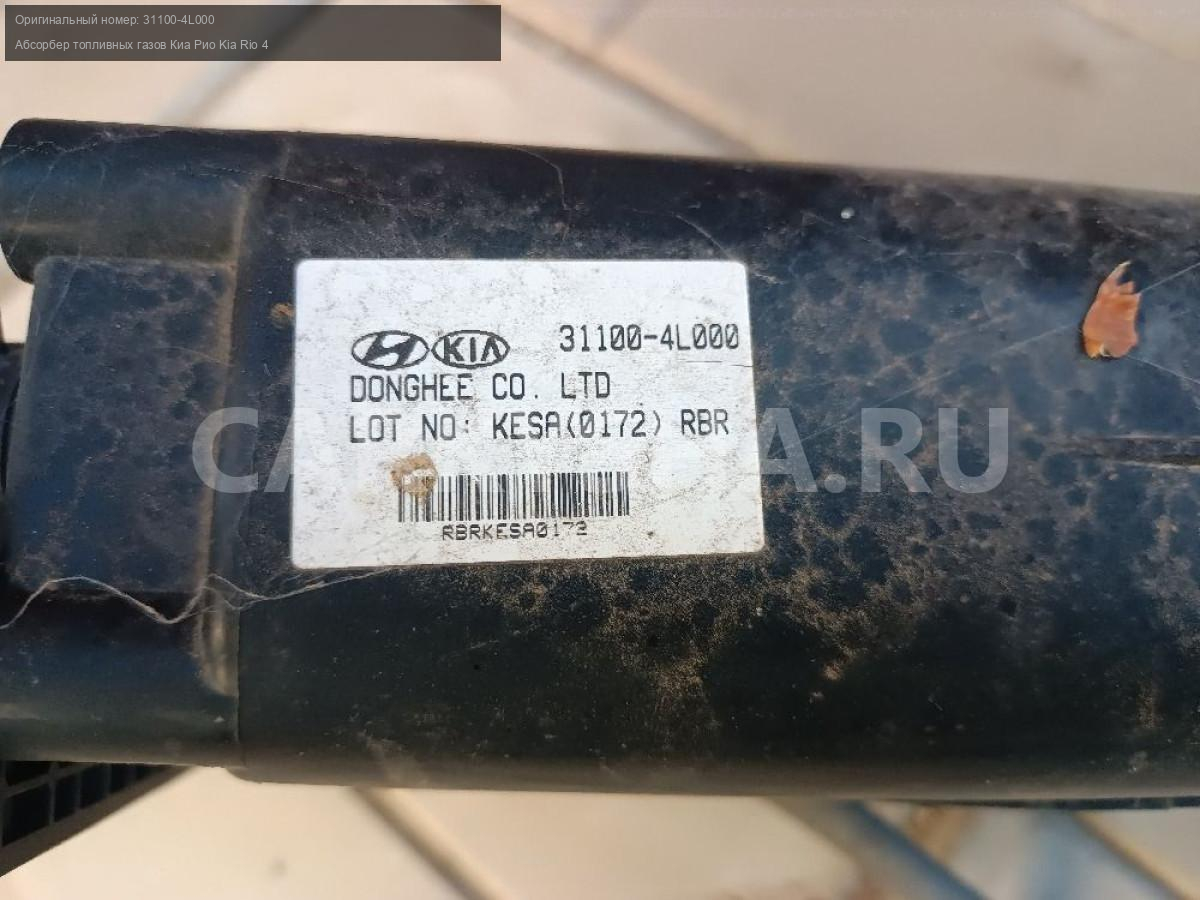 Оригинальный номер: 31100-4L000
Абсорбер топливных газов Киа Рио Kia Rio 4
KIA 31100-4L000
DONGHEE CO. LTD
LOT NO: KESA(0172) RBR
RBRKESA0172